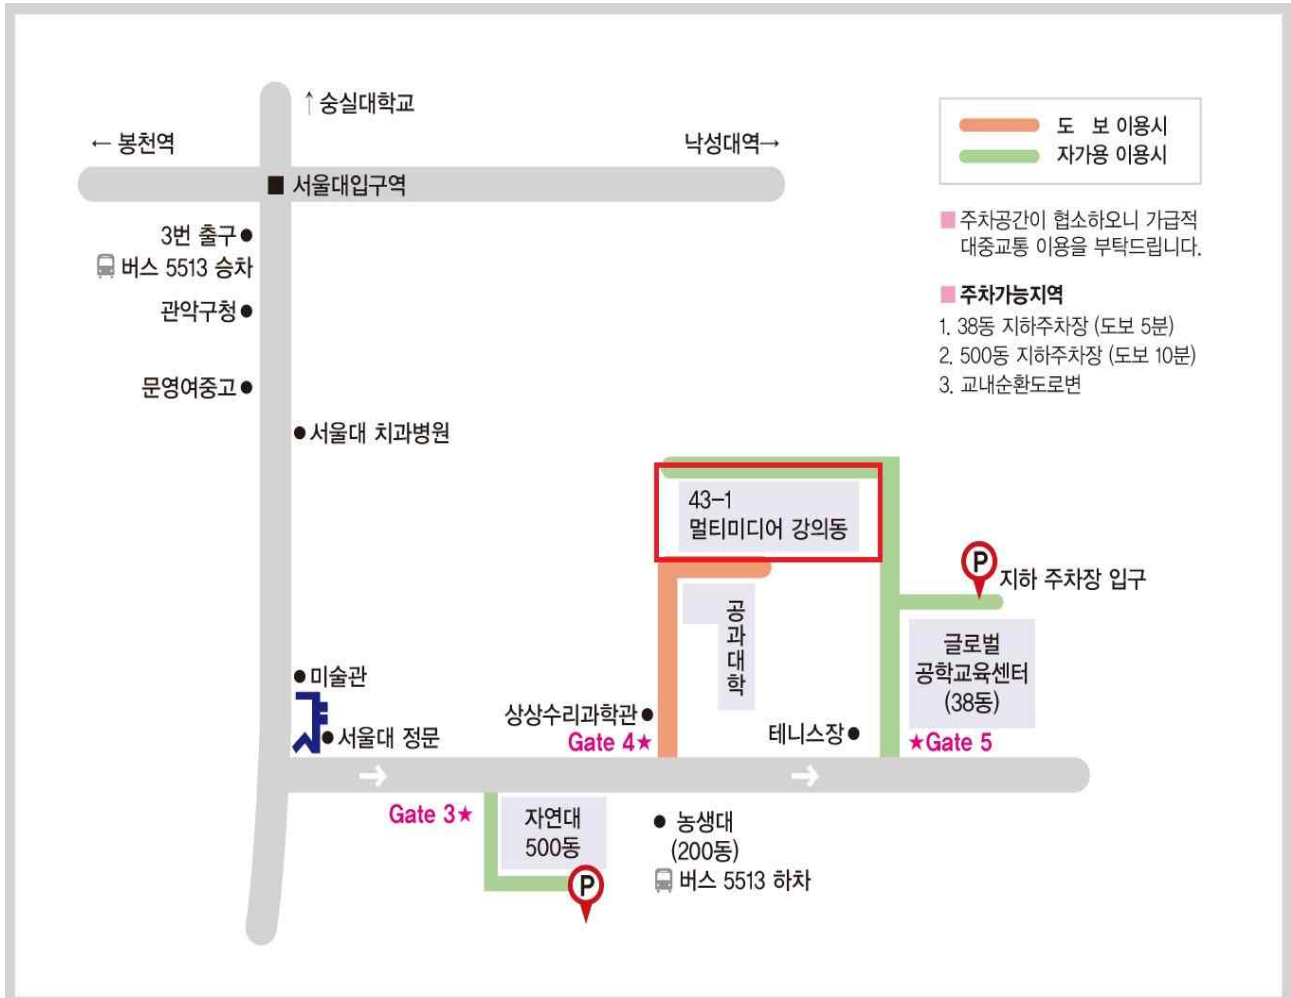 ↑ 숭실대학교
← 봉천역
낙성대역→
서울대입구역
도 보 이용시
자가용 이용시
3번 출구
버스 5513 승차
관악구청
문영여중고
서울대 치과병원
주차공간이 협소하오니 가급적
대중교통 이용을 부탁드립니다.
주차가능지역
1. 38동 지하주차장 (도보 5분)
2. 500동 지하주차장 (도보 10분)
3. 교내순환도로변
43-1
멀티미디어 강의동
P
지하 주차장 입구
공과대학
글로벌
공학교육센터
(38동)
미술관
서울대 정문
상상수리과학관
Gate 4★
테니스장
★Gate 5
→ →
Gate 3★
자연대
500동
P
농생대
(200동)
버스 5513 하차